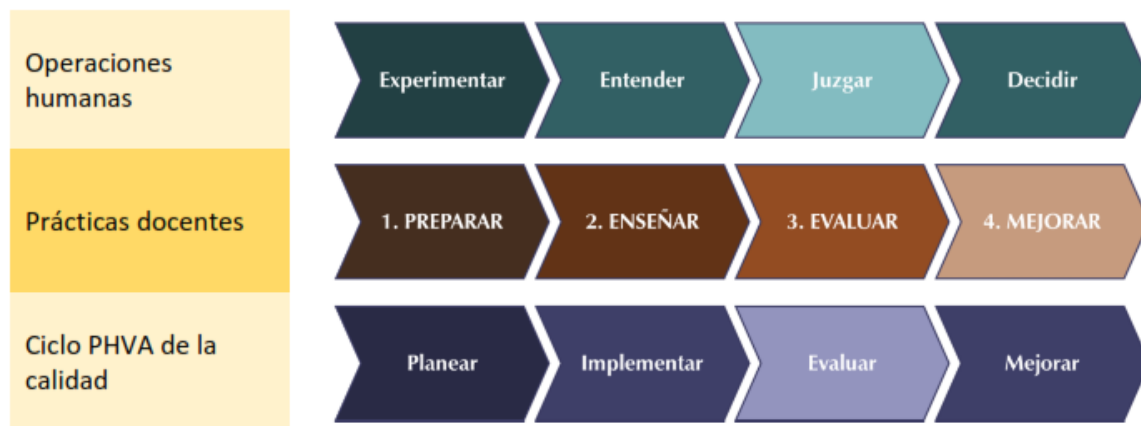 Operaciones
humanas
Experimentar
Entender
Juzgar
Decidir
Prácticas docentes
1. PREPARAR
2. ENSEÑAR
3. EVALUAR
4. MEJORAR
Ciclo PHVA de la
calidad
Planear
Implementar
Evaluar
Mejorar